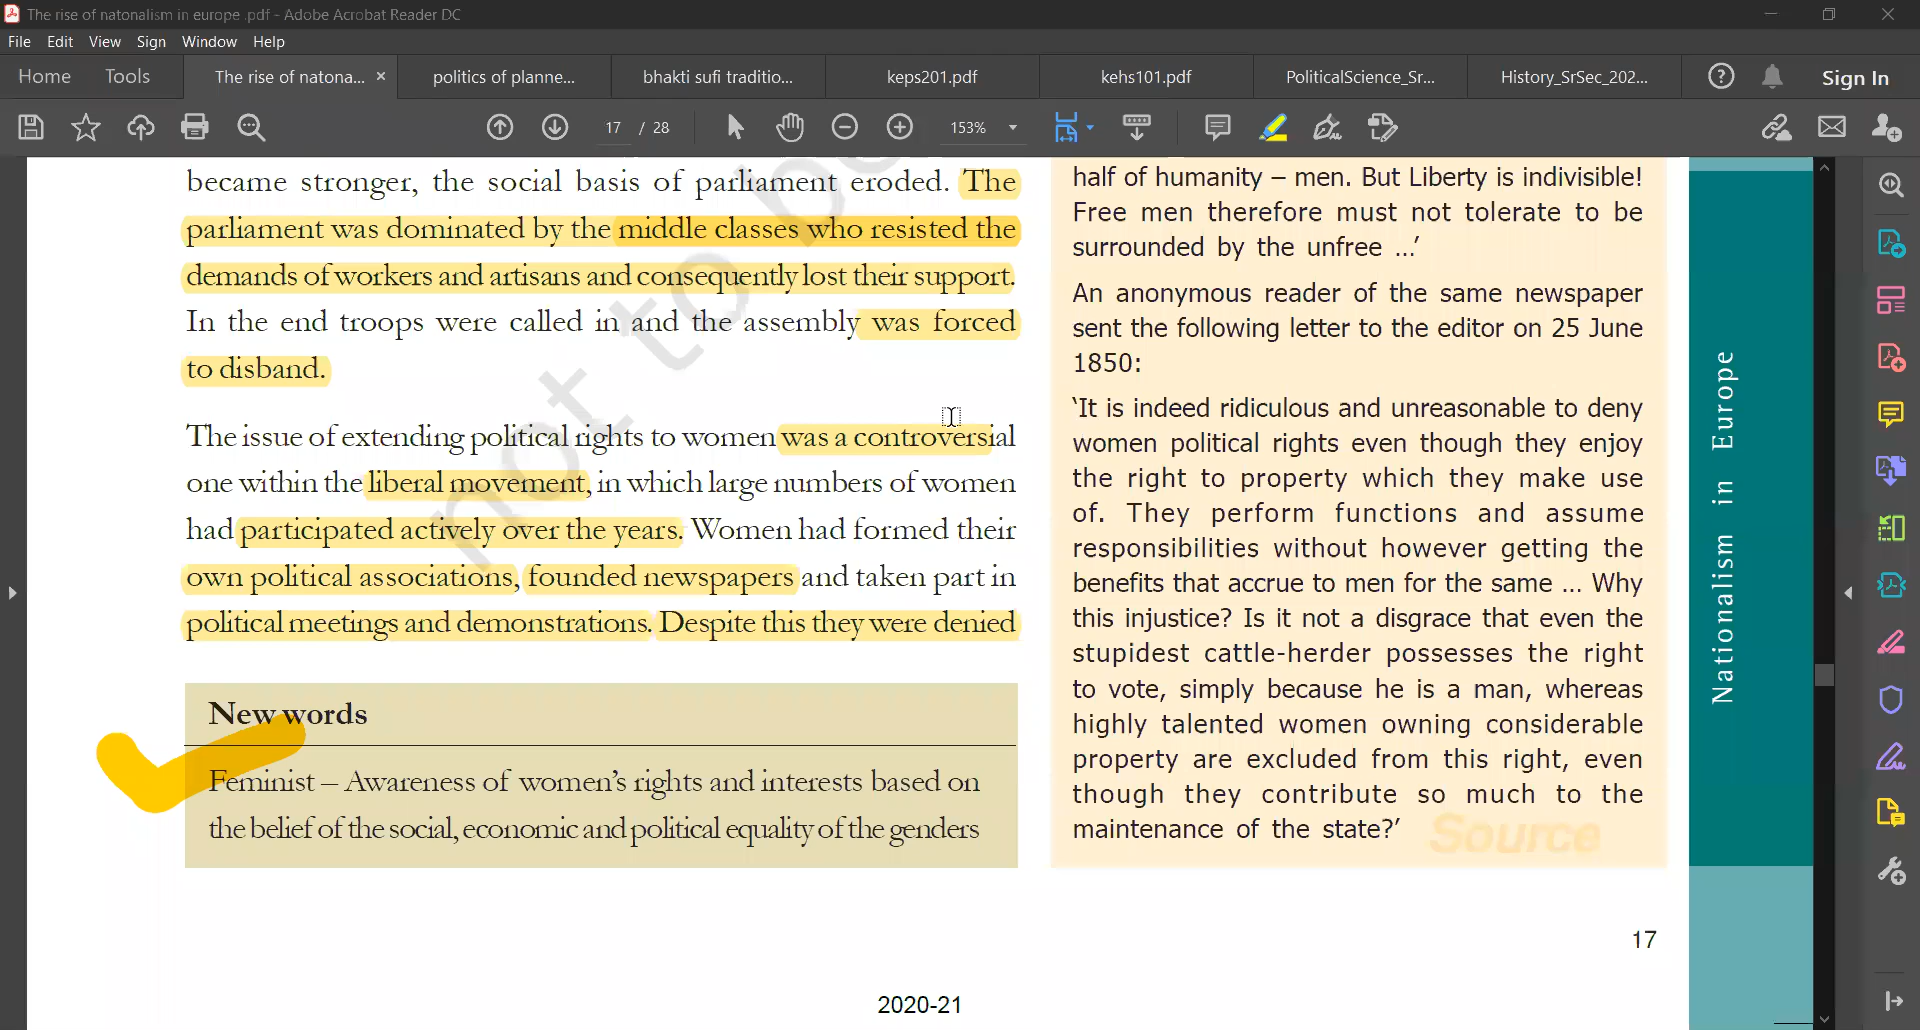 The rise of natonalism in europe .pdf - Adobe Acrobat Reader DC
File Edit View Sign Window Help
Home Tools The rise of natona... × politics of planne... bhakti sufi traditio... keps201.pdf kehs101.pdf PoliticalScience_Sr... History_SrSec_202... Sign In
17 / 28 153%
became stronger, the social basis of parliament eroded. The
parliament was dominated by the middle classes who resisted the
demands of workers and artisans and consequently lost their support.
In the end troops were called in and the assembly was forced
to disband.
The issue of extending political rights to women was a controversial
one within the liberal movement, in which large numbers of women
had participated actively over the years. Women had formed their
own political associations, founded newspapers and taken part in
political meetings and demonstrations. Despite this they were denied
New words
Feminist – Awareness of women's rights and interests based on
the belief of the social, economic and political equality of the genders
half of humanity – men. But Liberty is indivisible!
Free men therefore must not tolerate to be
surrounded by the unfree ...'
An anonymous reader of the same newspaper
sent the following letter to the editor on 25 June
1850:
'It is indeed ridiculous and unreasonable to deny
women political rights even though they enjoy
the right to property which they make use
of. They perform functions and assume
responsibilities without however getting the
benefits that accrue to men for the same ... Why
this injustice? Is it not a disgrace that even the
stupidest cattle-herder possesses the right
to vote, simply because he is a man, whereas
highly talented women owning considerable
property are excluded from this right, even
though they contribute so much to the
maintenance of the state?'
Source
Nationalism in Europe
17
2020-21
not to be